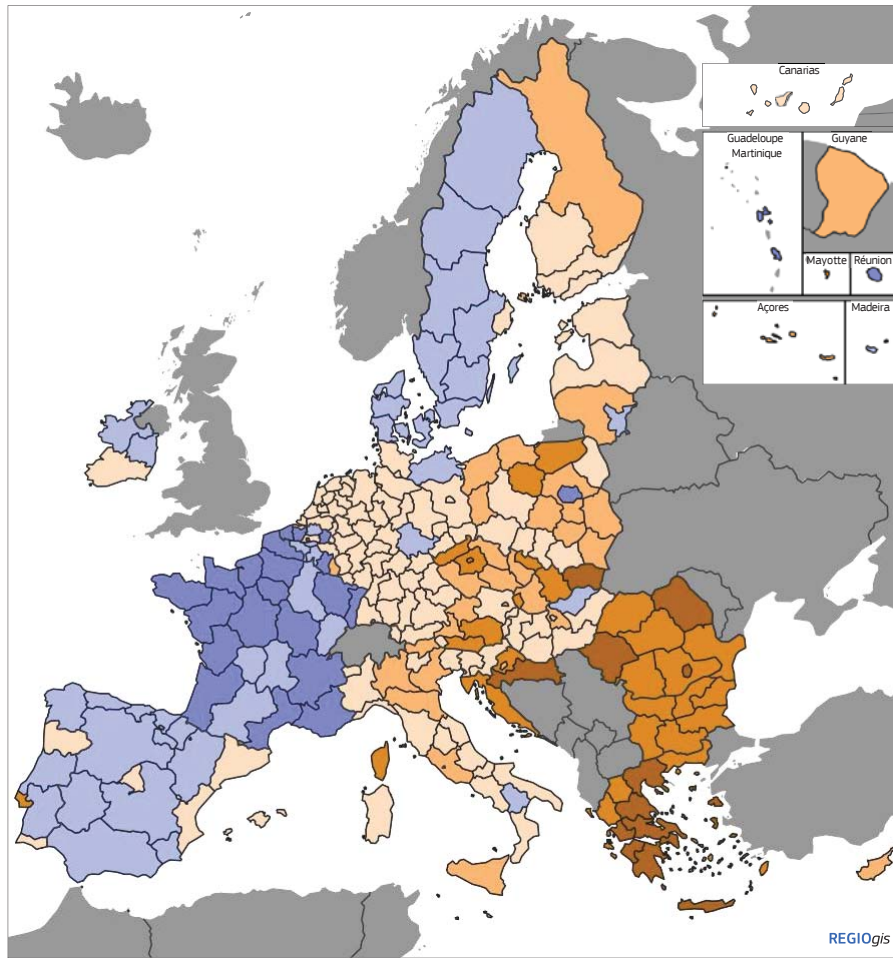 Canarias
Guadeloupe
Martinique
Guyane
Mayotte
Réunion
Açores
Madeira
REGIOgis